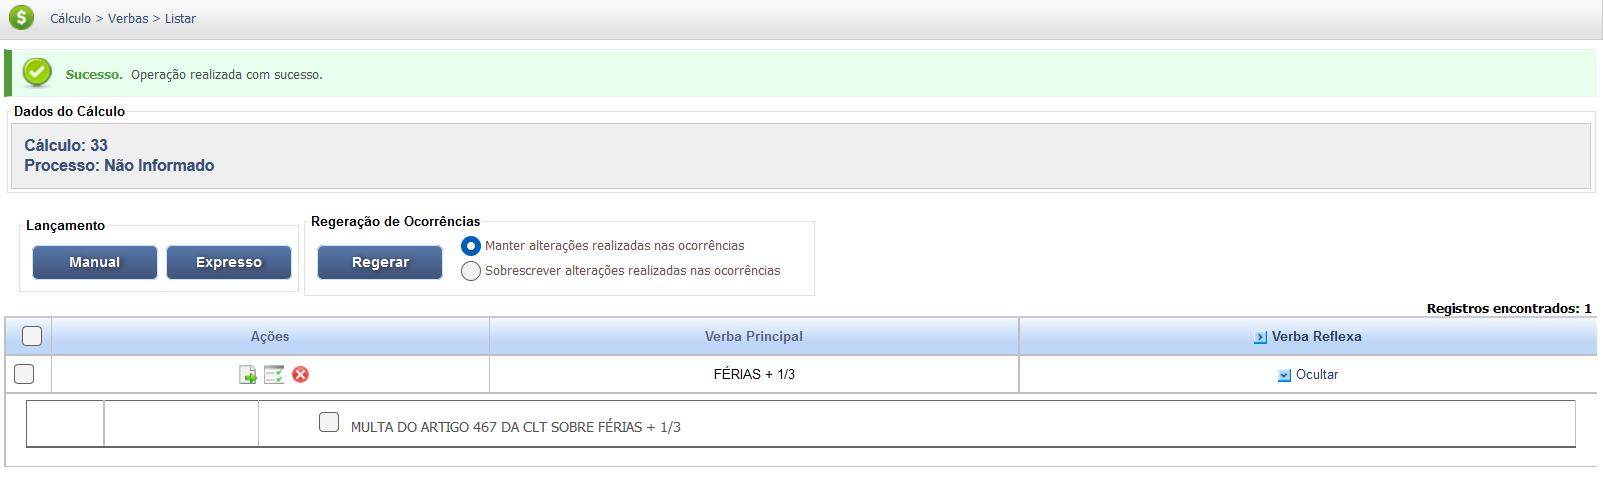 Cálculo > Verbas > Listar
Sucesso. Operação realizada com sucesso.
Dados do Cálculo
Cálculo: 33
Processo: Não Informado
Lançamento
Manual
Expresso
Regeração de Ocorrências
Regerar
Manter alterações realizadas nas ocorrências
Sobrescrever alterações realizadas nas ocorrências
Registros encontrados: 1
Ações
Verba Principal
Verba Reflexa
FÉRIAS + 1/3
Ocultar
MULTA DO ARTIGO 467 DA CLT SOBRE FÉRIAS + 1/3